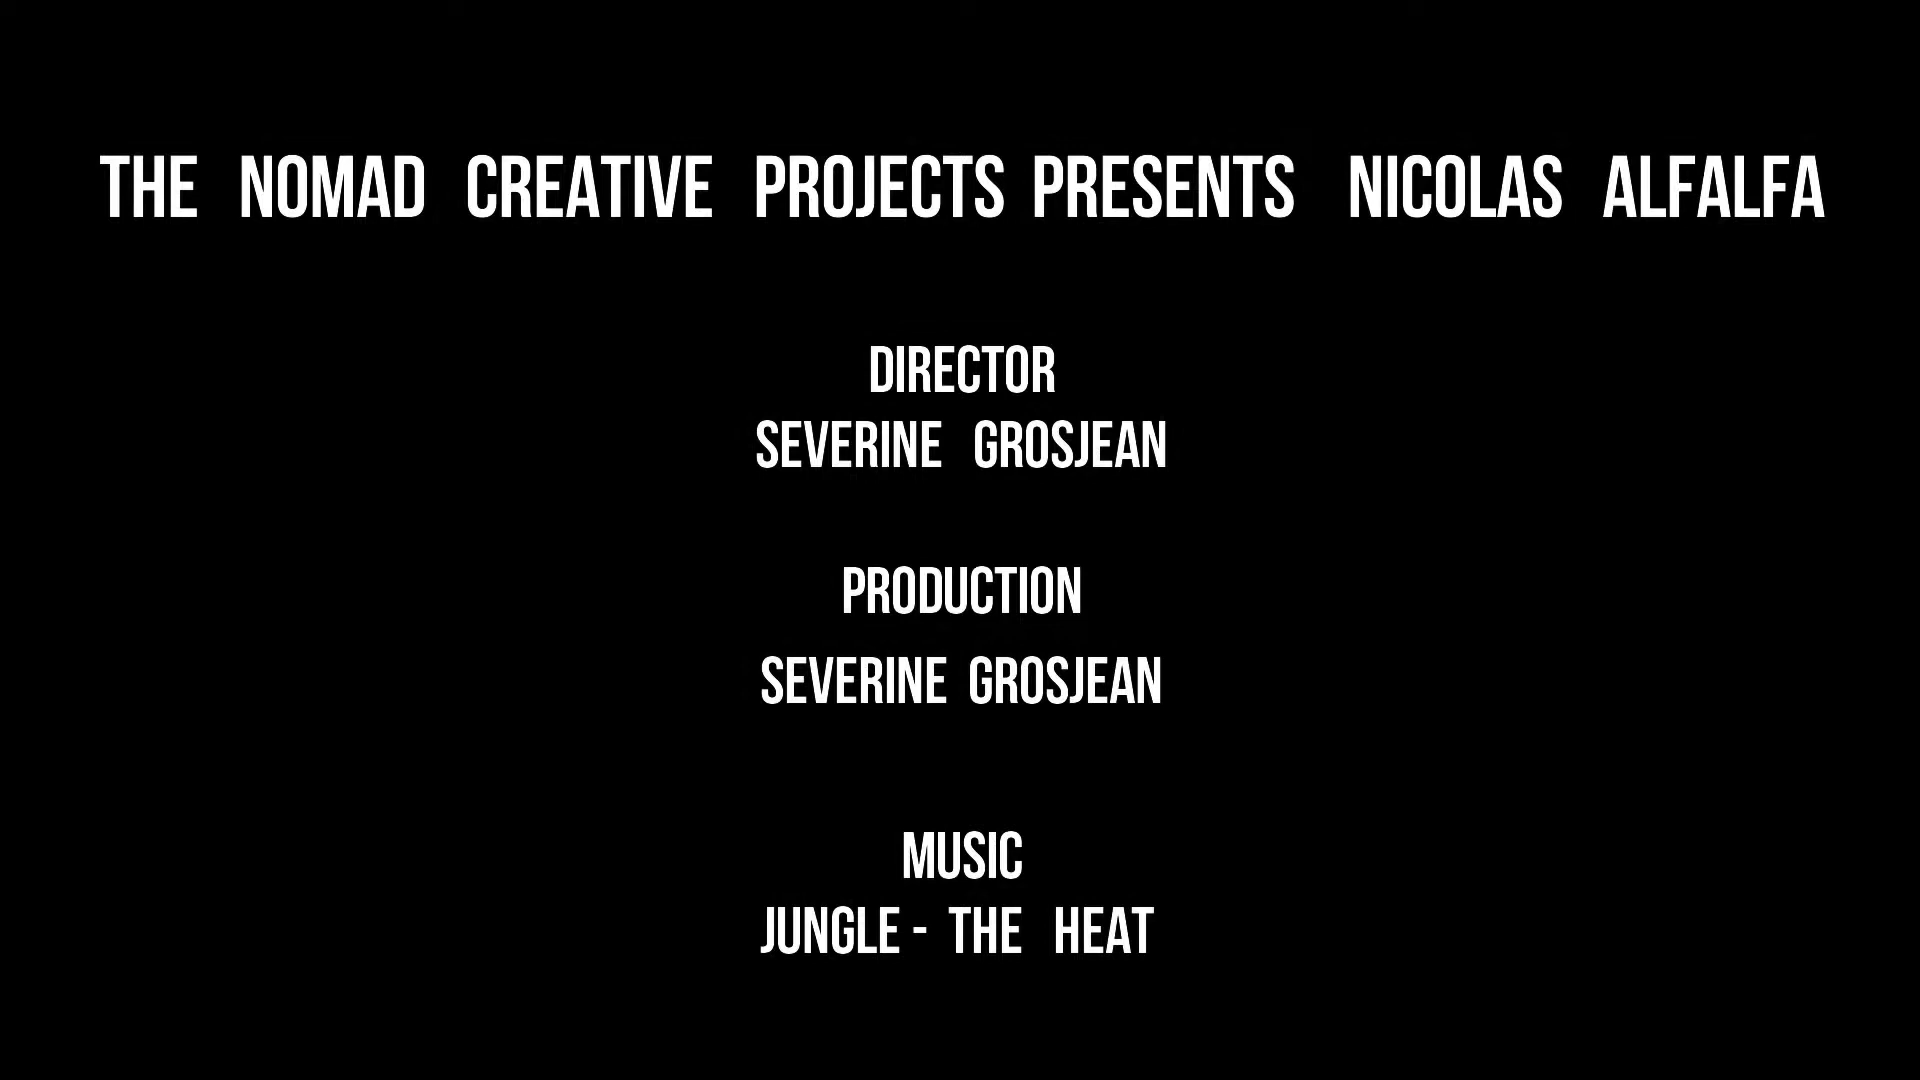 THE NOMAD CREATIVE PROJECTS PRESENTS NICOLAS ALFALFA
DIRECTOR
SEVERINE GROSJEAN
PRODUCTION
SEVERINE GROSJEAN
MUSIC
JUNGLE - THE HEAT